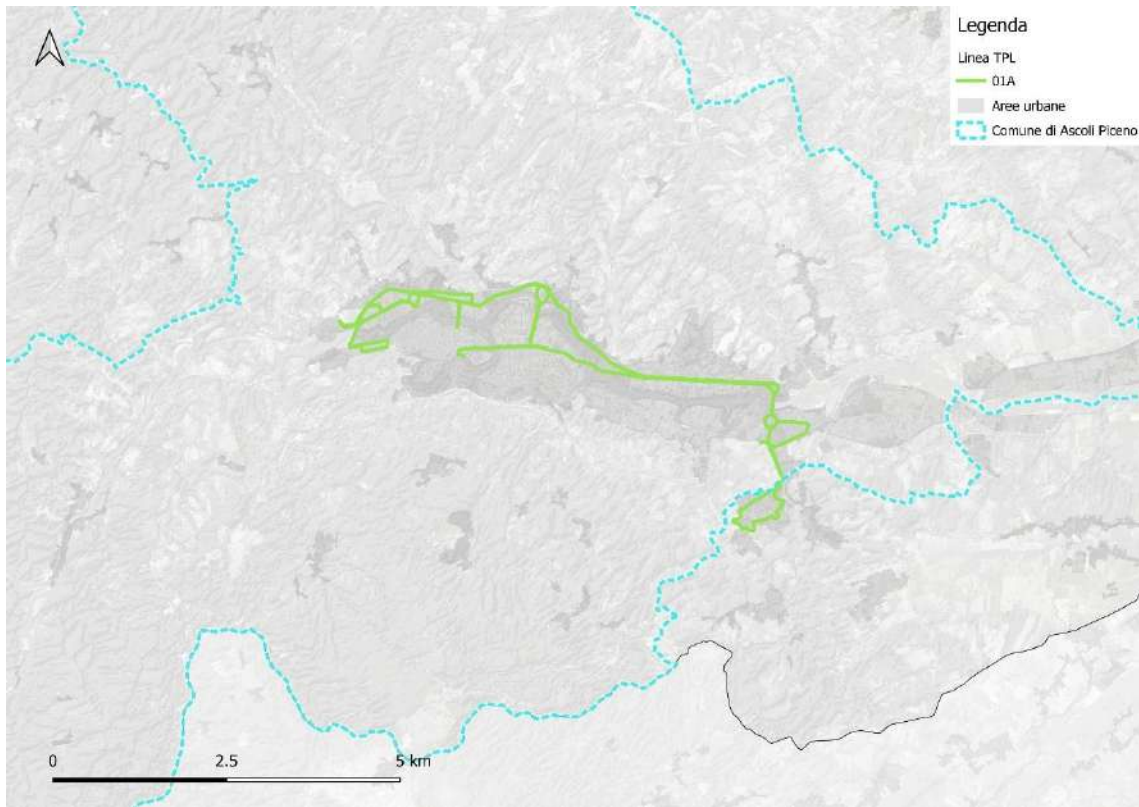 Legenda
Linea TPL
01A
Aree urbane
Comune di Ascoli Piceno
0 2.5 5 km